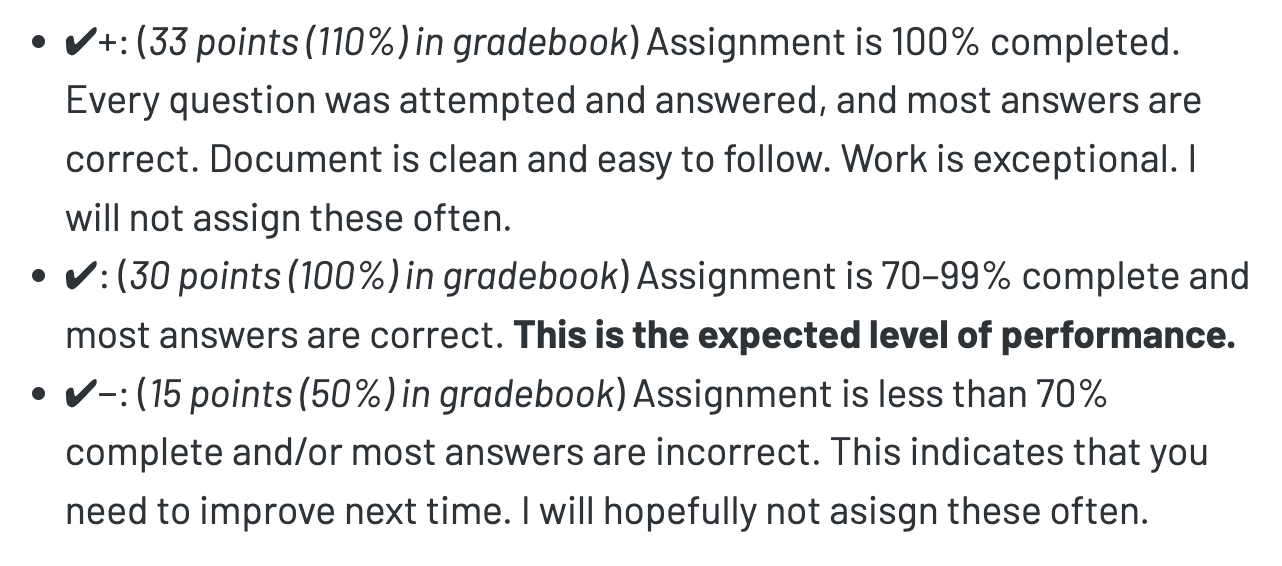 • ✔+: (33 points (110%) in gradebook) Assignment is 100% completed.
Every question was attempted and answered, and most answers are
correct. Document is clean and easy to follow. Work is exceptional. I
will not assign these often.
• ✔: (30 points (100%) in gradebook) Assignment is 70–99% complete and
most answers are correct. This is the expected level of performance.
• ✔−: (15 points (50%) in gradebook) Assignment is less than 70%
complete and/or most answers are incorrect. This indicates that you
need to improve next time. I will hopefully not asisgn these often.